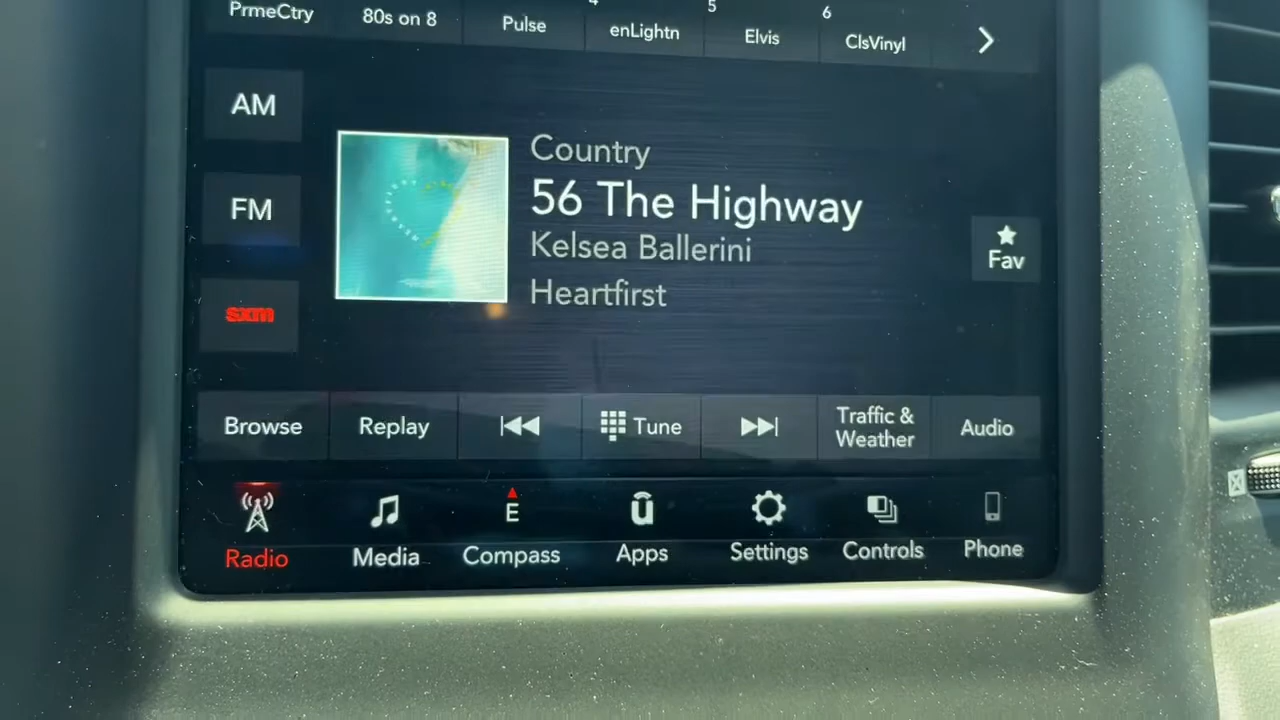 4
5
6
PrmeCtry
80s on 8
Pulse
enLightn
Elvis
ClsVinyl
AM
FM
sxm
Country
56 The Highway
Kelsea Ballerini
Heartfirst
Fav
Browse
Replay
Tune
Traffic &
Weather
Audio
Radio
Media
E
Compass
u
Apps
Settings
Controls
Phone